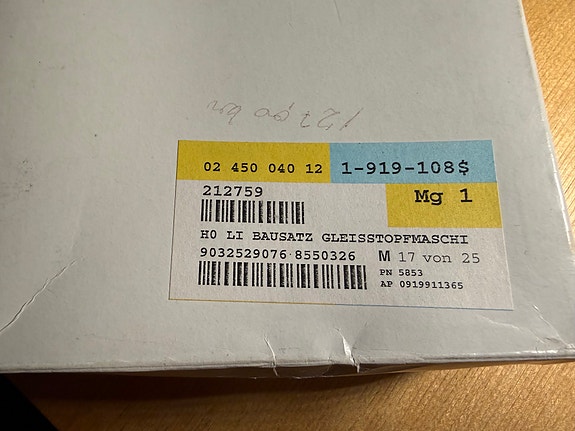 02 450 040 12 1-919-108$
212759 Mg 1
H0 LI BAUSATZ GLEISSTOPFMASCHI
9032529076 8550326 M 17 von 25
PN 5853
AP 0919911365